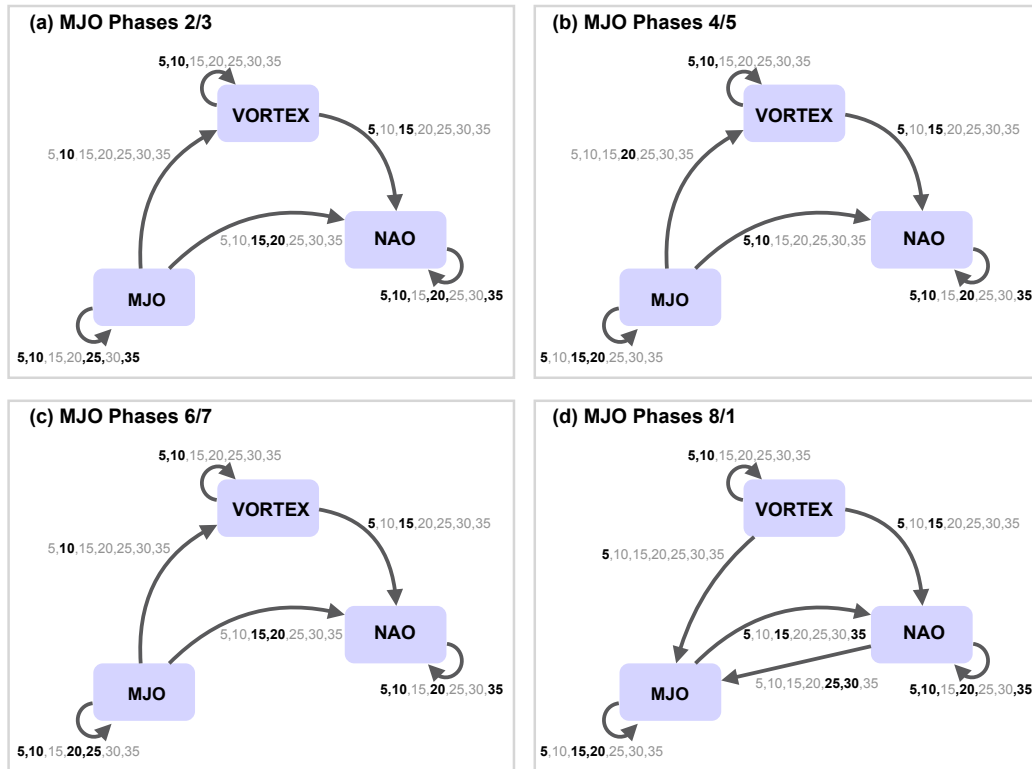 (a) MJO Phases 2/3
5,10,15,20,25,30,35
VORTEX
5,10,15,20,25,30,35
5,10,15,20,25,30,35
NAO
5,10,15,20,25,30,35
MJO
5,10,15,20,25,30,35
5,10,15,20,25,30,35
(b) MJO Phases 4/5
5,10,15,20,25,30,35
VORTEX
5,10,15,20,25,30,35
5,10,15,20,25,30,35
NAO
5,10,15,20,25,30,35
MJO
5,10,15,20,25,30,35
5,10,15,20,25,30,35
(c) MJO Phases 6/7
5,10,15,20,25,30,35
VORTEX
5,10,15,20,25,30,35
5,10,15,20,25,30,35
NAO
5,10,15,20,25,30,35
MJO
5,10,15,20,25,30,35
5,10,15,20,25,30,35
(d) MJO Phases 8/1
5,10,15,20,25,30,35
VORTEX
5,10,15,20,25,30,35
5,10,15,20,25,30,35
NAO
5,10,15,20,25,30,35
MJO
5,10,15,20,25,30,35
5,10,15,20,25,30,35
5,10,15,20,25,30,35